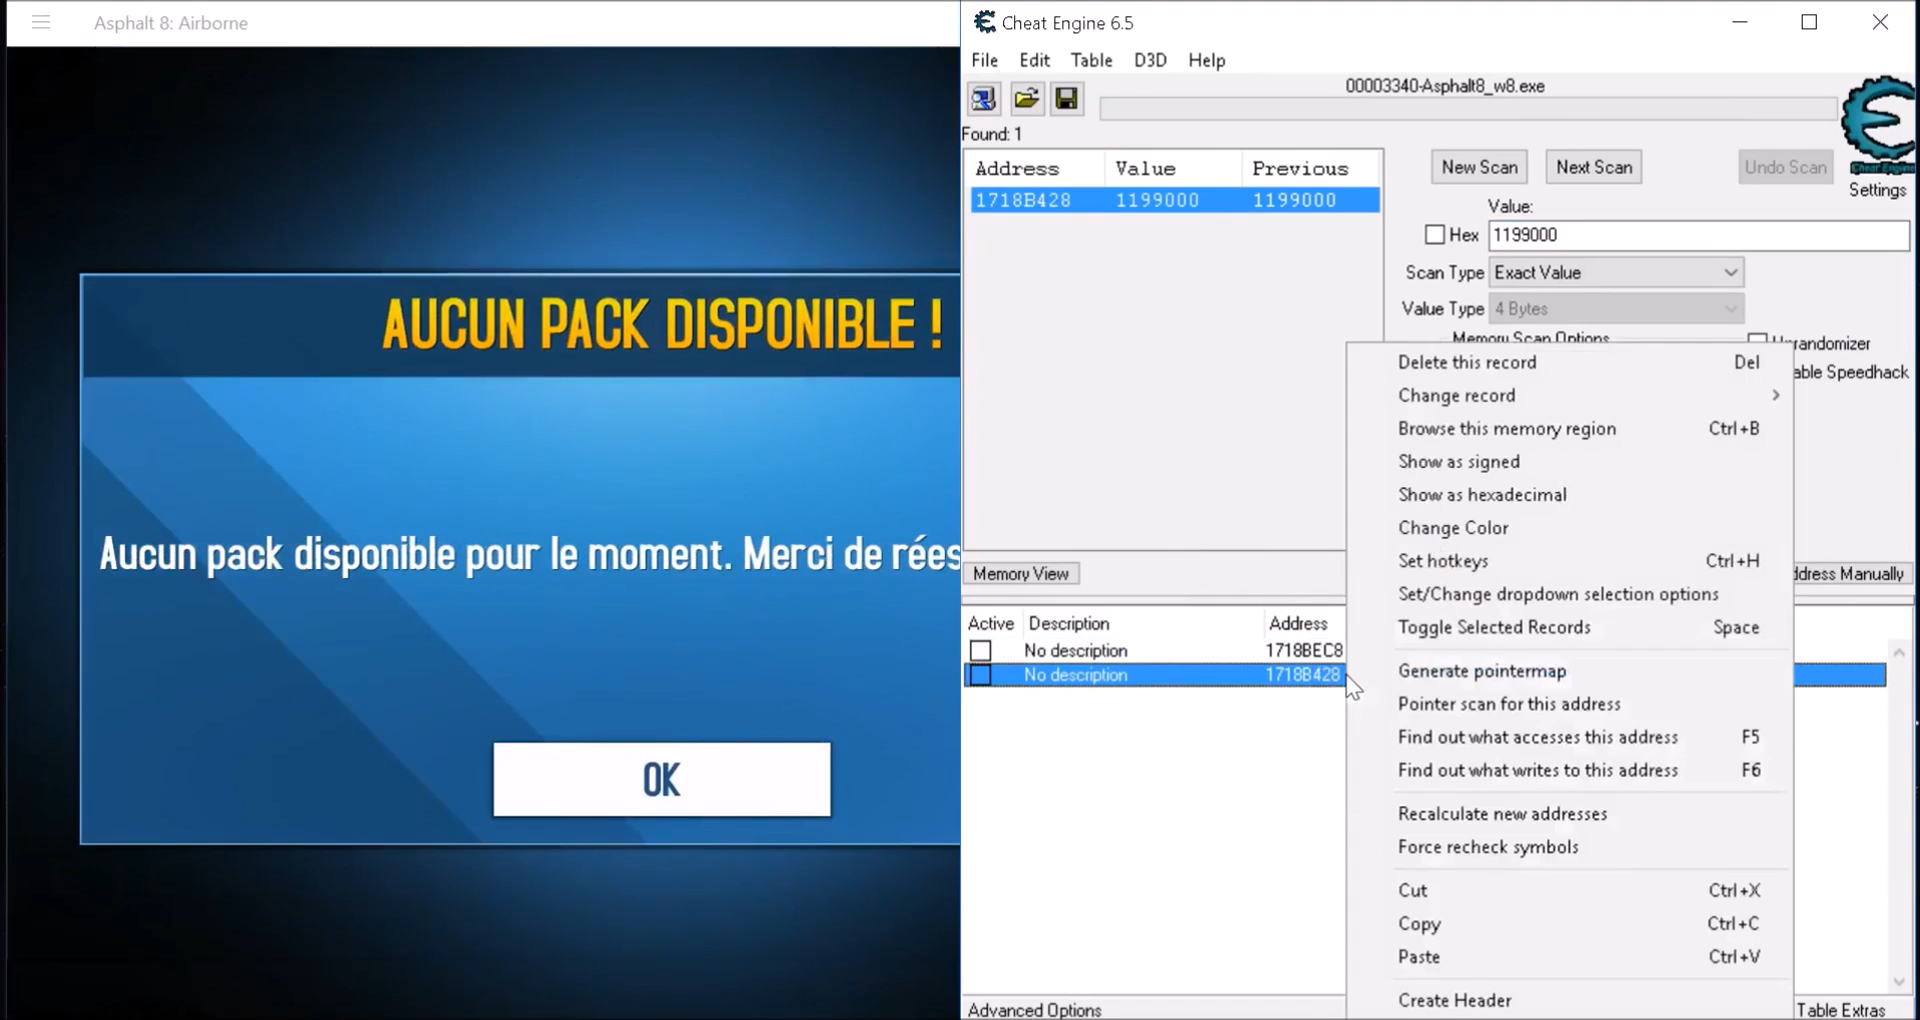 Asphalt 8: Airborne
AUCUN PACK DISPONIBLE !
Aucun pack disponible pour le moment. Merci de rées
OK
Cheat Engine 6.5
File Edit Table D3D Help
00003340-Asphalt8_w8.exe
Found: 1
Address Value Previous
1718B428 1199000 1199000
New Scan Next Scan Undo Scan
Cheat Engine
Settings
Value:
Hex 1199000
Scan Type Exact Value
Value Type 4 Bytes
Memory Scan Options
randomizer
able Speedhack
Delete this record Del
Change record
Browse this memory region Ctrl+B
Show as signed
Show as hexadecimal
Change Color
Set hotkeys Ctrl+H
Set/Change dropdown selection options
Toggle Selected Records Space
Generate pointermap
Pointer scan for this address
Find out what accesses this address F5
Find out what writes to this address F6
Recalculate new addresses
Force recheck symbols
Cut Ctrl+X
Copy Ctrl+C
Paste Ctrl+V
Create Header
Memory View
ddress Manually
Active Description Address
No description 1718BEC8
No description 1718B428
Advanced Options
Table Extras